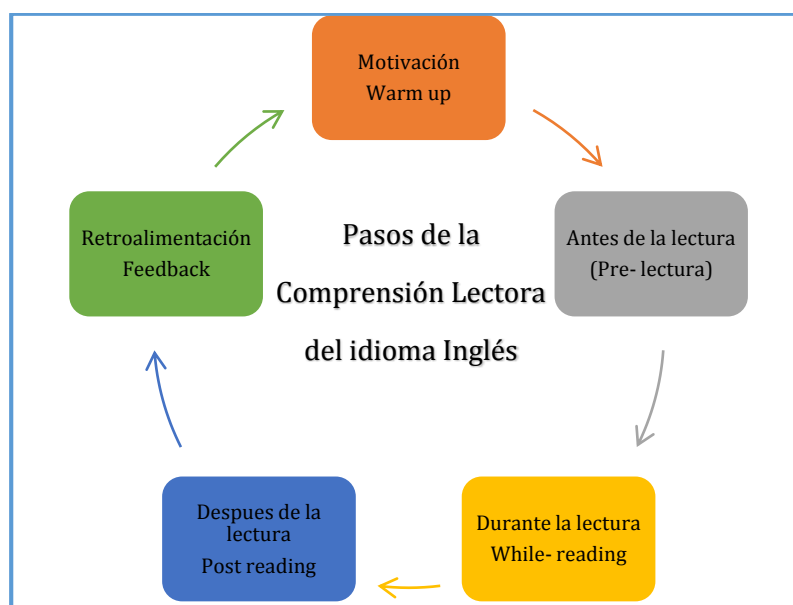 Motivación
Warm up
Retroalimentación
Feedback
Pasos de la
Comprensión Lectora
del idioma Inglés
Antes de la lectura
(Pre- lectura)
Despues de la
lectura
Post reading
Durante la lectura
While- reading